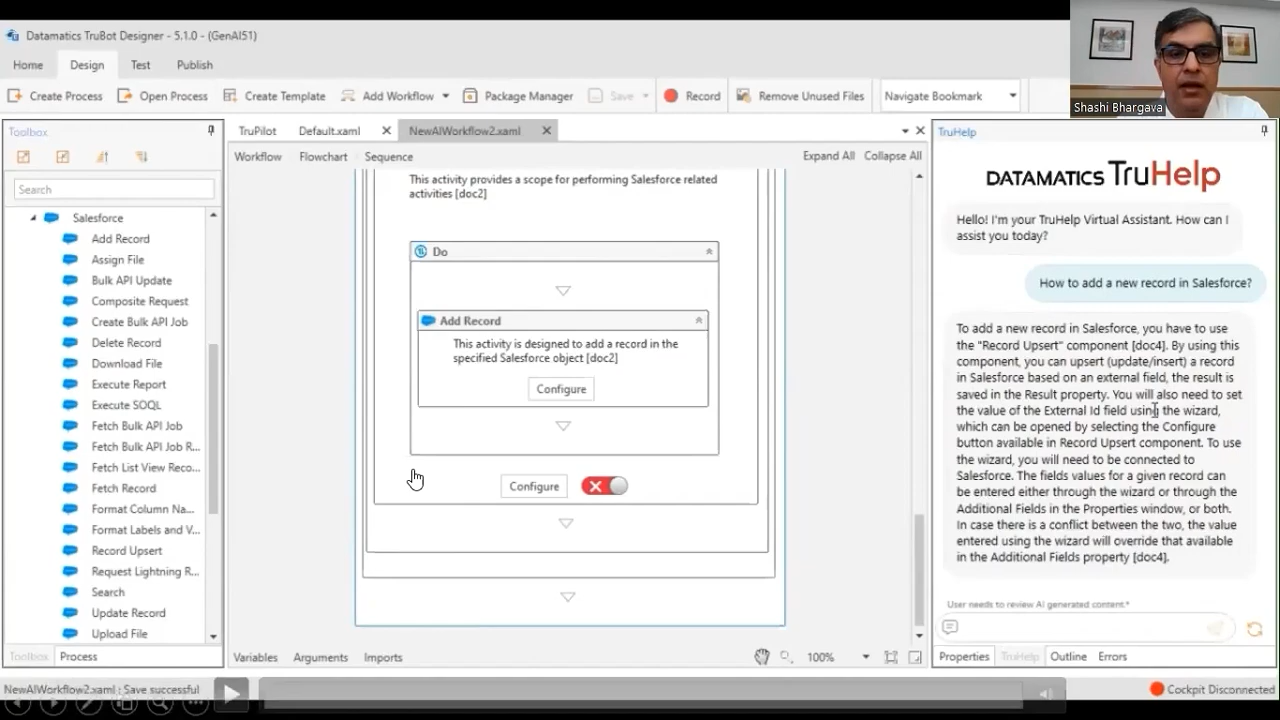 Datamatics TruBot Designer - 5.1.0 - (GenAI51)
Home Design Test Publish
Create Process Open Process Create Template Add Workflow Package Manager Save Record Remove Unused Files Navigate Bookmark
Shashi Bhargava
Toolbox
Search
Salesforce
Add Record
Assign File
Bulk API Update
Composite Request
Create Bulk API Job
Delete Record
Download File
Execute Report
Execute SOQL
Fetch Bulk API Job
Fetch Bulk API Job R...
Fetch List View Reco...
Fetch Record
Format Column Na...
Format Labels and V...
Record Upsert
Request Lightning R...
Search
Update Record
Upload File
Toolbox Process
TruPilot Default.xaml NewAIWorkflow2.xaml
Workflow Flowchart Sequence Expand All Collapse All
This activity provides a scope for performing Salesforce related
activities [doc2]
Do
Add Record
This activity is designed to add a record in the
specified Salesforce object [doc2]
Configure
Configure
Variables Arguments Imports 100%
TruHelp
DATAMATICS TruHelp
Hello! I'm your TruHelp Virtual Assistant. How can I
assist you today?
How to add a new record in Salesforce?
To add a new record in Salesforce, you have to use
the "Record Upsert" component [doc4]. By using this
component, you can upsert (update/insert) a record
in Salesforce based on an external field, the result is
saved in the Result property. You will also need to set
the value of the External Id field using the wizard,
which can be opened by selecting the Configure
button available in Record Upsert component. To use
the wizard, you will need to be connected to
Salesforce. The fields values for a given record can
be entered either through the wizard or through the
Additional Fields in the Properties window, or both.
In case there is a conflict between the two, the value
entered using the wizard will override that available
in the Additional Fields property [doc4].
User needs to review AI generated content.*
Properties TruHelp Outline Errors
NewAIWorkflow2.xaml : Save successful
Cockpit Disconnected